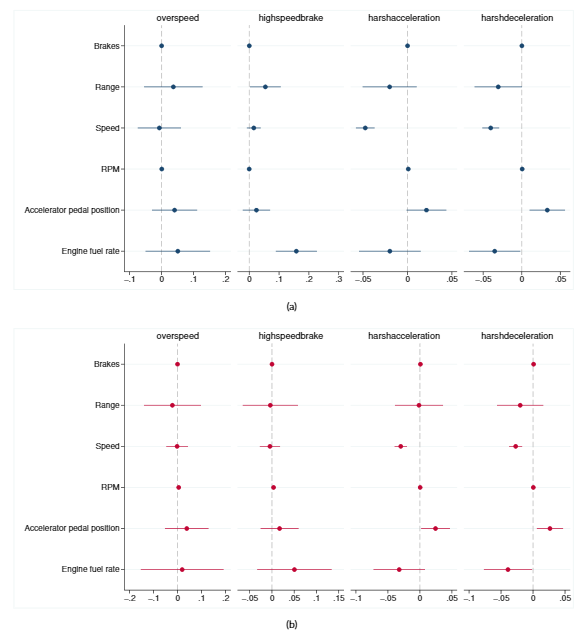 overspeed highspeedbrake harshacceleration harshdeceleration
Brakes
Range
Speed
RPM
Accelerator pedal position
Engine fuel rate
–.1 0 .1 .2 0 .1 .2 .3 –.05 0 .05 –.05 0 .05
(a)
overspeed highspeedbrake harshacceleration harshdeceleration
Brakes
Range
Speed
RPM
Accelerator pedal position
Engine fuel rate
–.2 –.1 0 .1 .2 –.05 0 .05 .1 .15 –.1 –.05 0 .05 –.1 –.05 0 .05
(b)